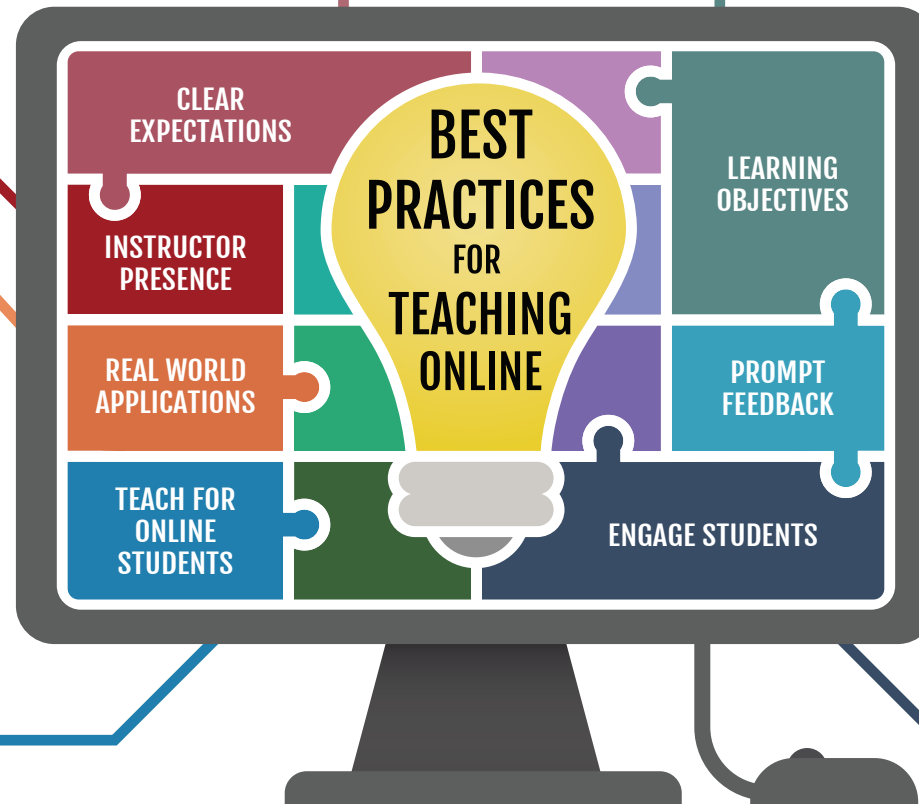 CLEAR
EXPECTATIONS
BEST
PRACTICES
FOR
TEACHING
ONLINE
LEARNING
OBJECTIVES
INSTRUCTOR
PRESENCE
REAL WORLD
APPLICATIONS
PROMPT
FEEDBACK
TEACH FOR
ONLINE
STUDENTS
ENGAGE STUDENTS